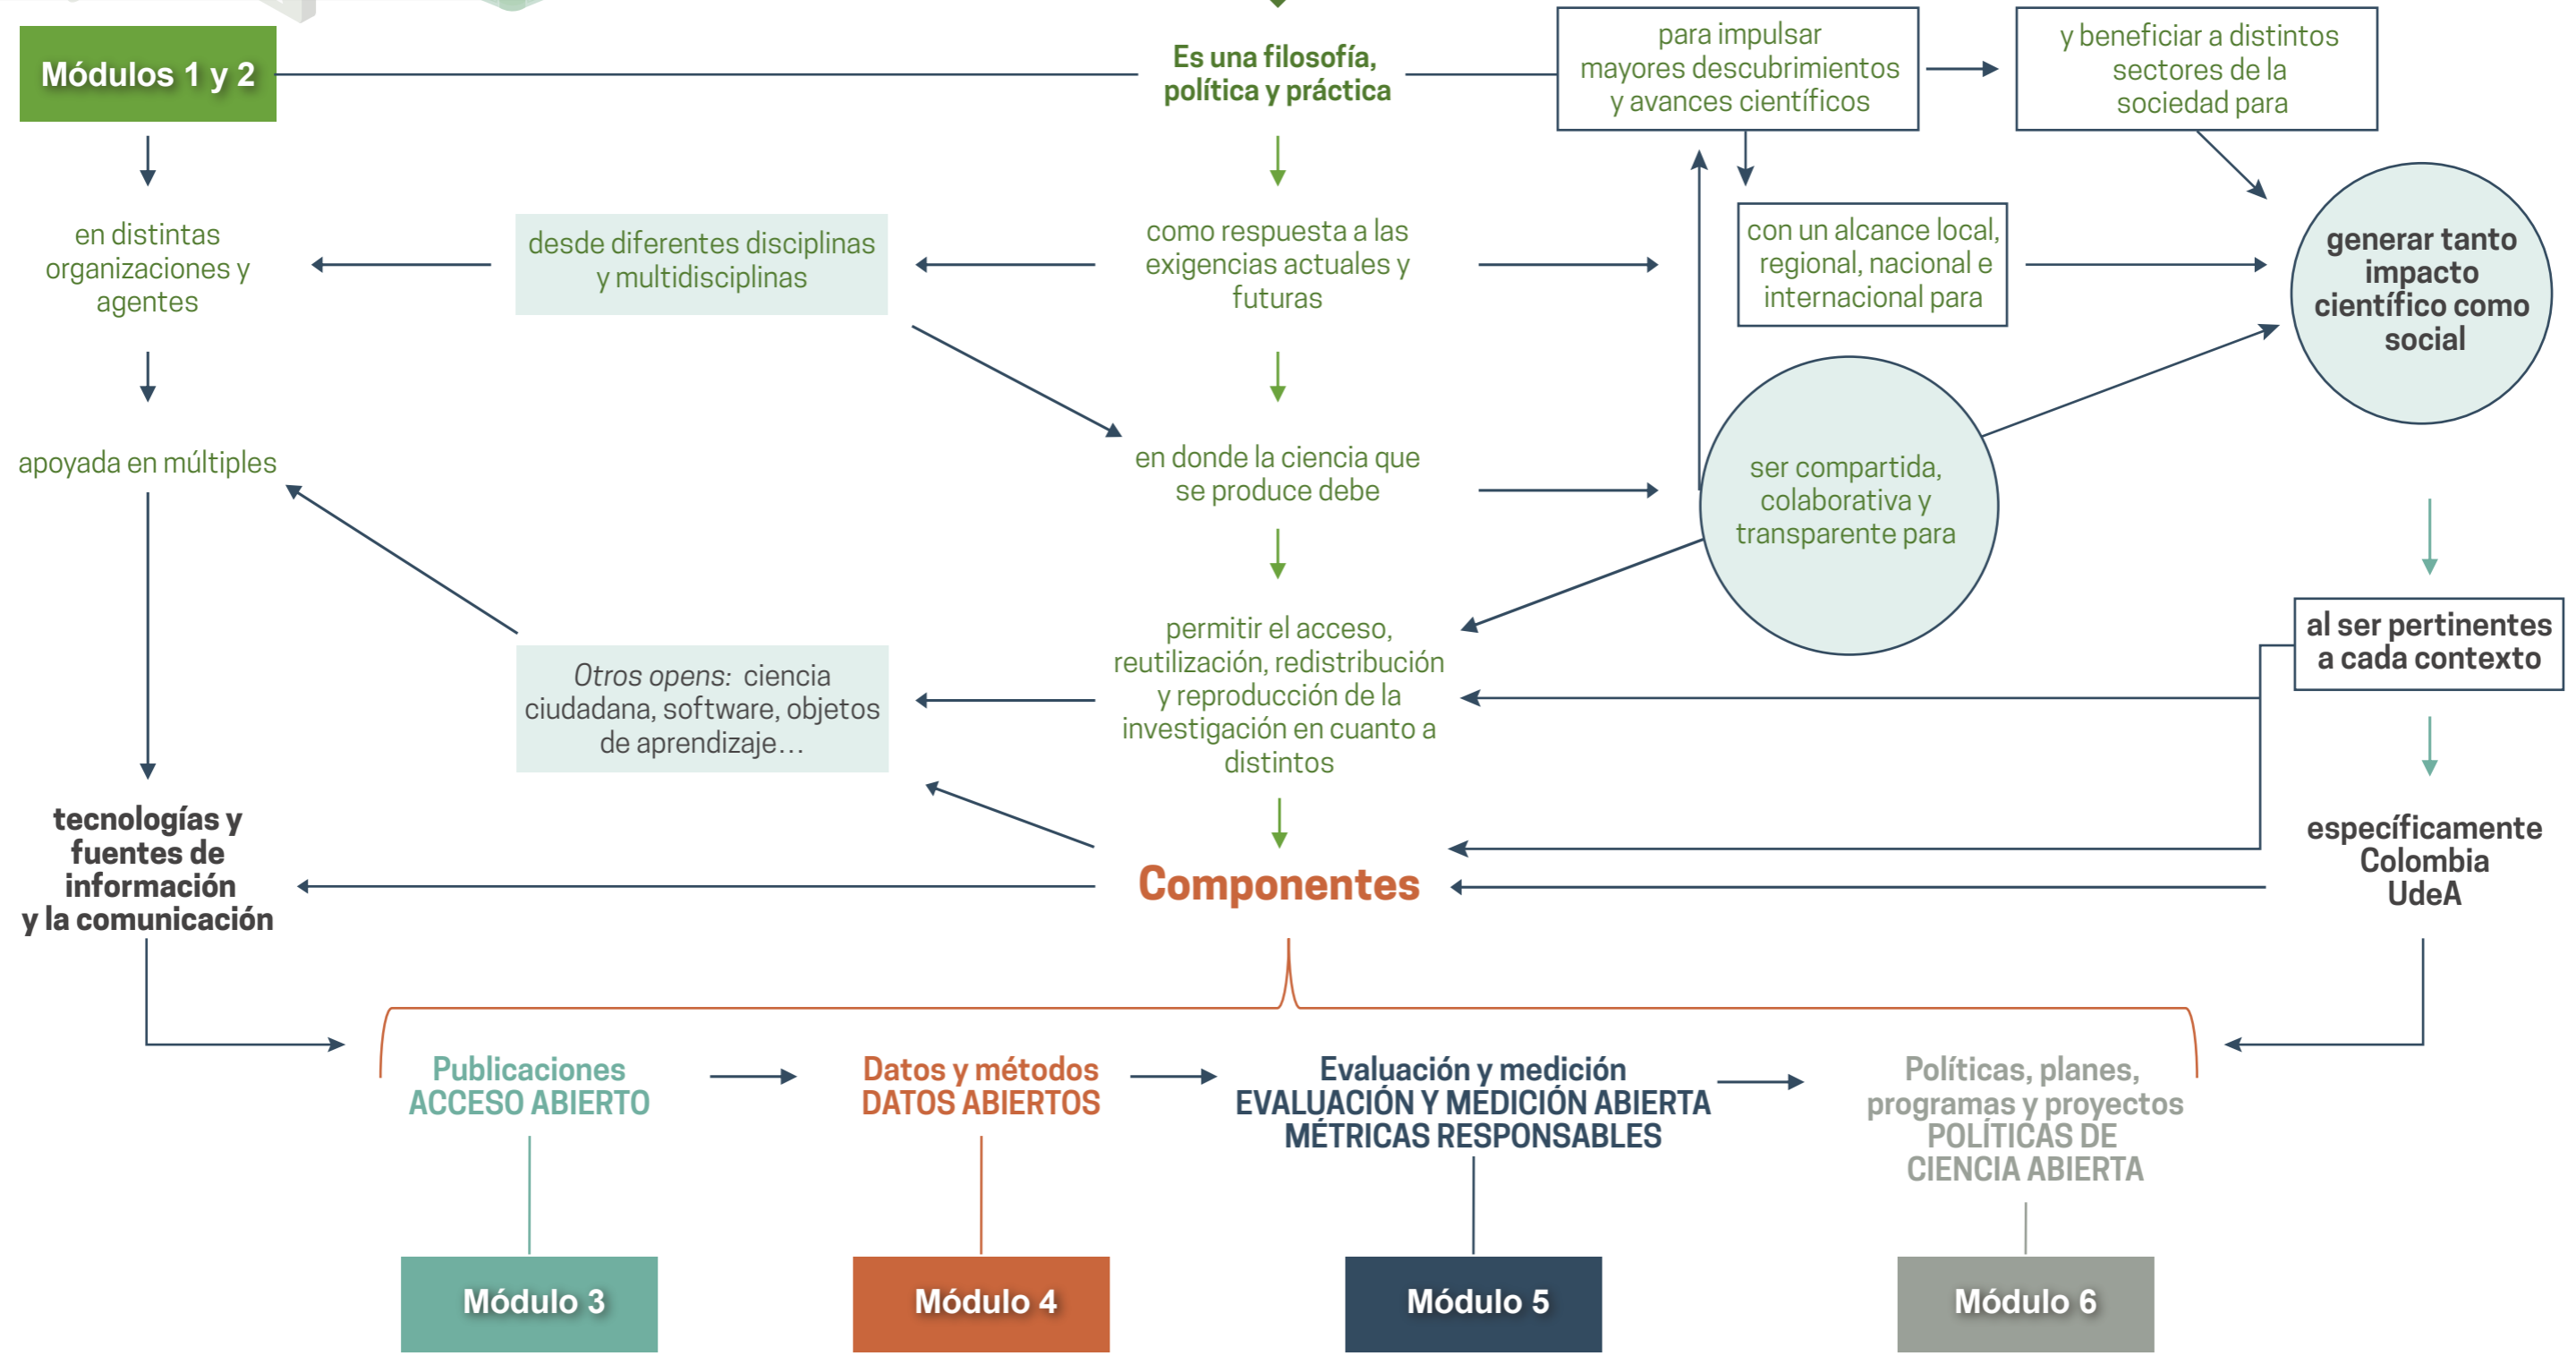 Módulos 1 y 2
Es una filosofía,
política y práctica
para impulsar
mayores descubrimientos
y avances científicos
y beneficiar a distintos
sectores de la
sociedad para
en distintas
organizaciones y
agentes
desde diferentes disciplinas
y multidisciplinas
como respuesta a las
exigencias actuales y
futuras
con un alcance local,
regional, nacional e
internacional para
generar tanto
impacto
científico como
social
apoyada en múltiples
en donde la ciencia que
se produce debe
ser compartida,
colaborativa y
transparente para
Otros opens: ciencia
ciudadana, software, objetos
de aprendizaje...
permitir el acceso,
reutilización, redistribución
y reproducción de la
investigación en cuanto a
distintos
al ser pertinentes
a cada contexto
tecnologías y
fuentes de
información
y la comunicación
Componentes
específicamente
Colombia
UdeA
Publicaciones
ACCESO ABIERTO
Datos y métodos
DATOS ABIERTOS
Evaluación y medición
EVALUACIÓN Y MEDICIÓN ABIERTA
MÉTRICAS RESPONSABLES
Políticas, planes,
programas y proyectos
POLÍTICAS DE
CIENCIA ABIERTA
Módulo 3
Módulo 4
Módulo 5
Módulo 6